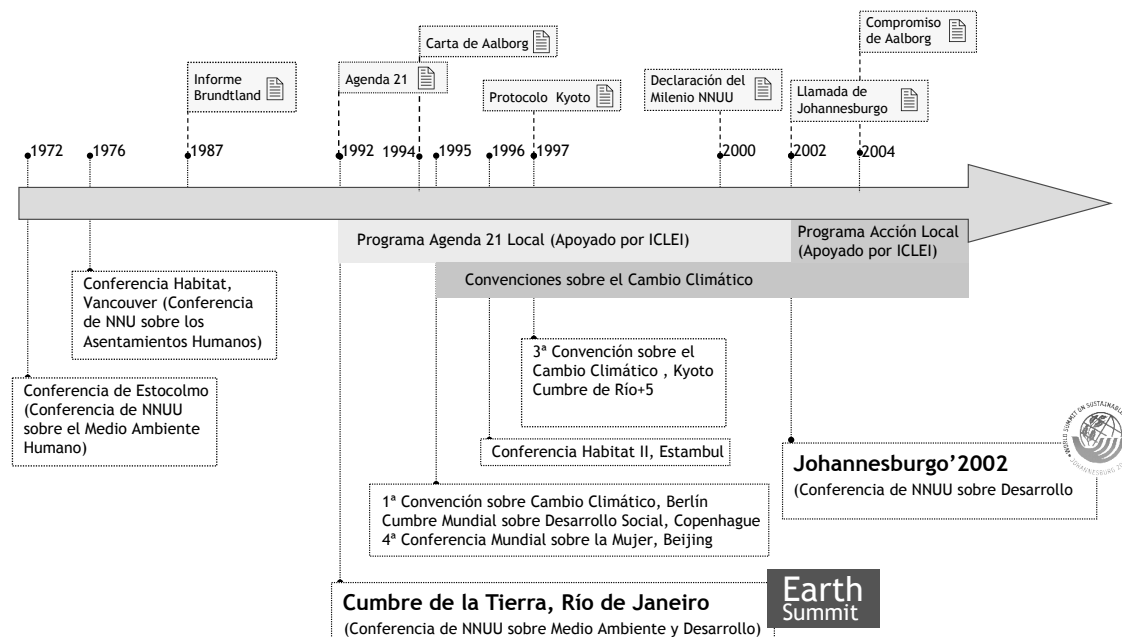 Compromiso
de Aalborg
Carta de Aalborg
Informe
Brundtland
Agenda 21
Protocolo Kyoto
Declaración del
Milenio NNUU
Llamada de
Johannesburgo
1972
1976
1987
1992
1994
1995
1996
1997
2000
2002
2004
Programa Agenda 21 Local (Apoyado por ICLEI)
Programa Acción Local
(Apoyado por ICLEI)
Convenciones sobre el Cambio Climático
Conferencia Habitat,
Vancouver (Conferencia
de NNU sobre los
Asentamientos Humanos)
3ª Convención sobre el
Cambio Climático , Kyoto
Cumbre de Río+5
Conferencia de Estocolmo
(Conferencia de NNUU
sobre el Medio Ambiente
Humano)
Conferencia Habitat II, Estambul
WORLD SUMMIT ON SUSTAINABLE
JOHANNESBURG
Johannesburgo’2002
(Conferencia de NNUU sobre Desarrollo
1ª Convención sobre Cambio Climático, Berlín
Cumbre Mundial sobre Desarrollo Social, Copenhague
4ª Conferencia Mundial sobre la Mujer, Beijing
Cumbre de la Tierra, Río de Janeiro
(Conferencia de NNUU sobre Medio Ambiente y Desarrollo)
Earth
Summit